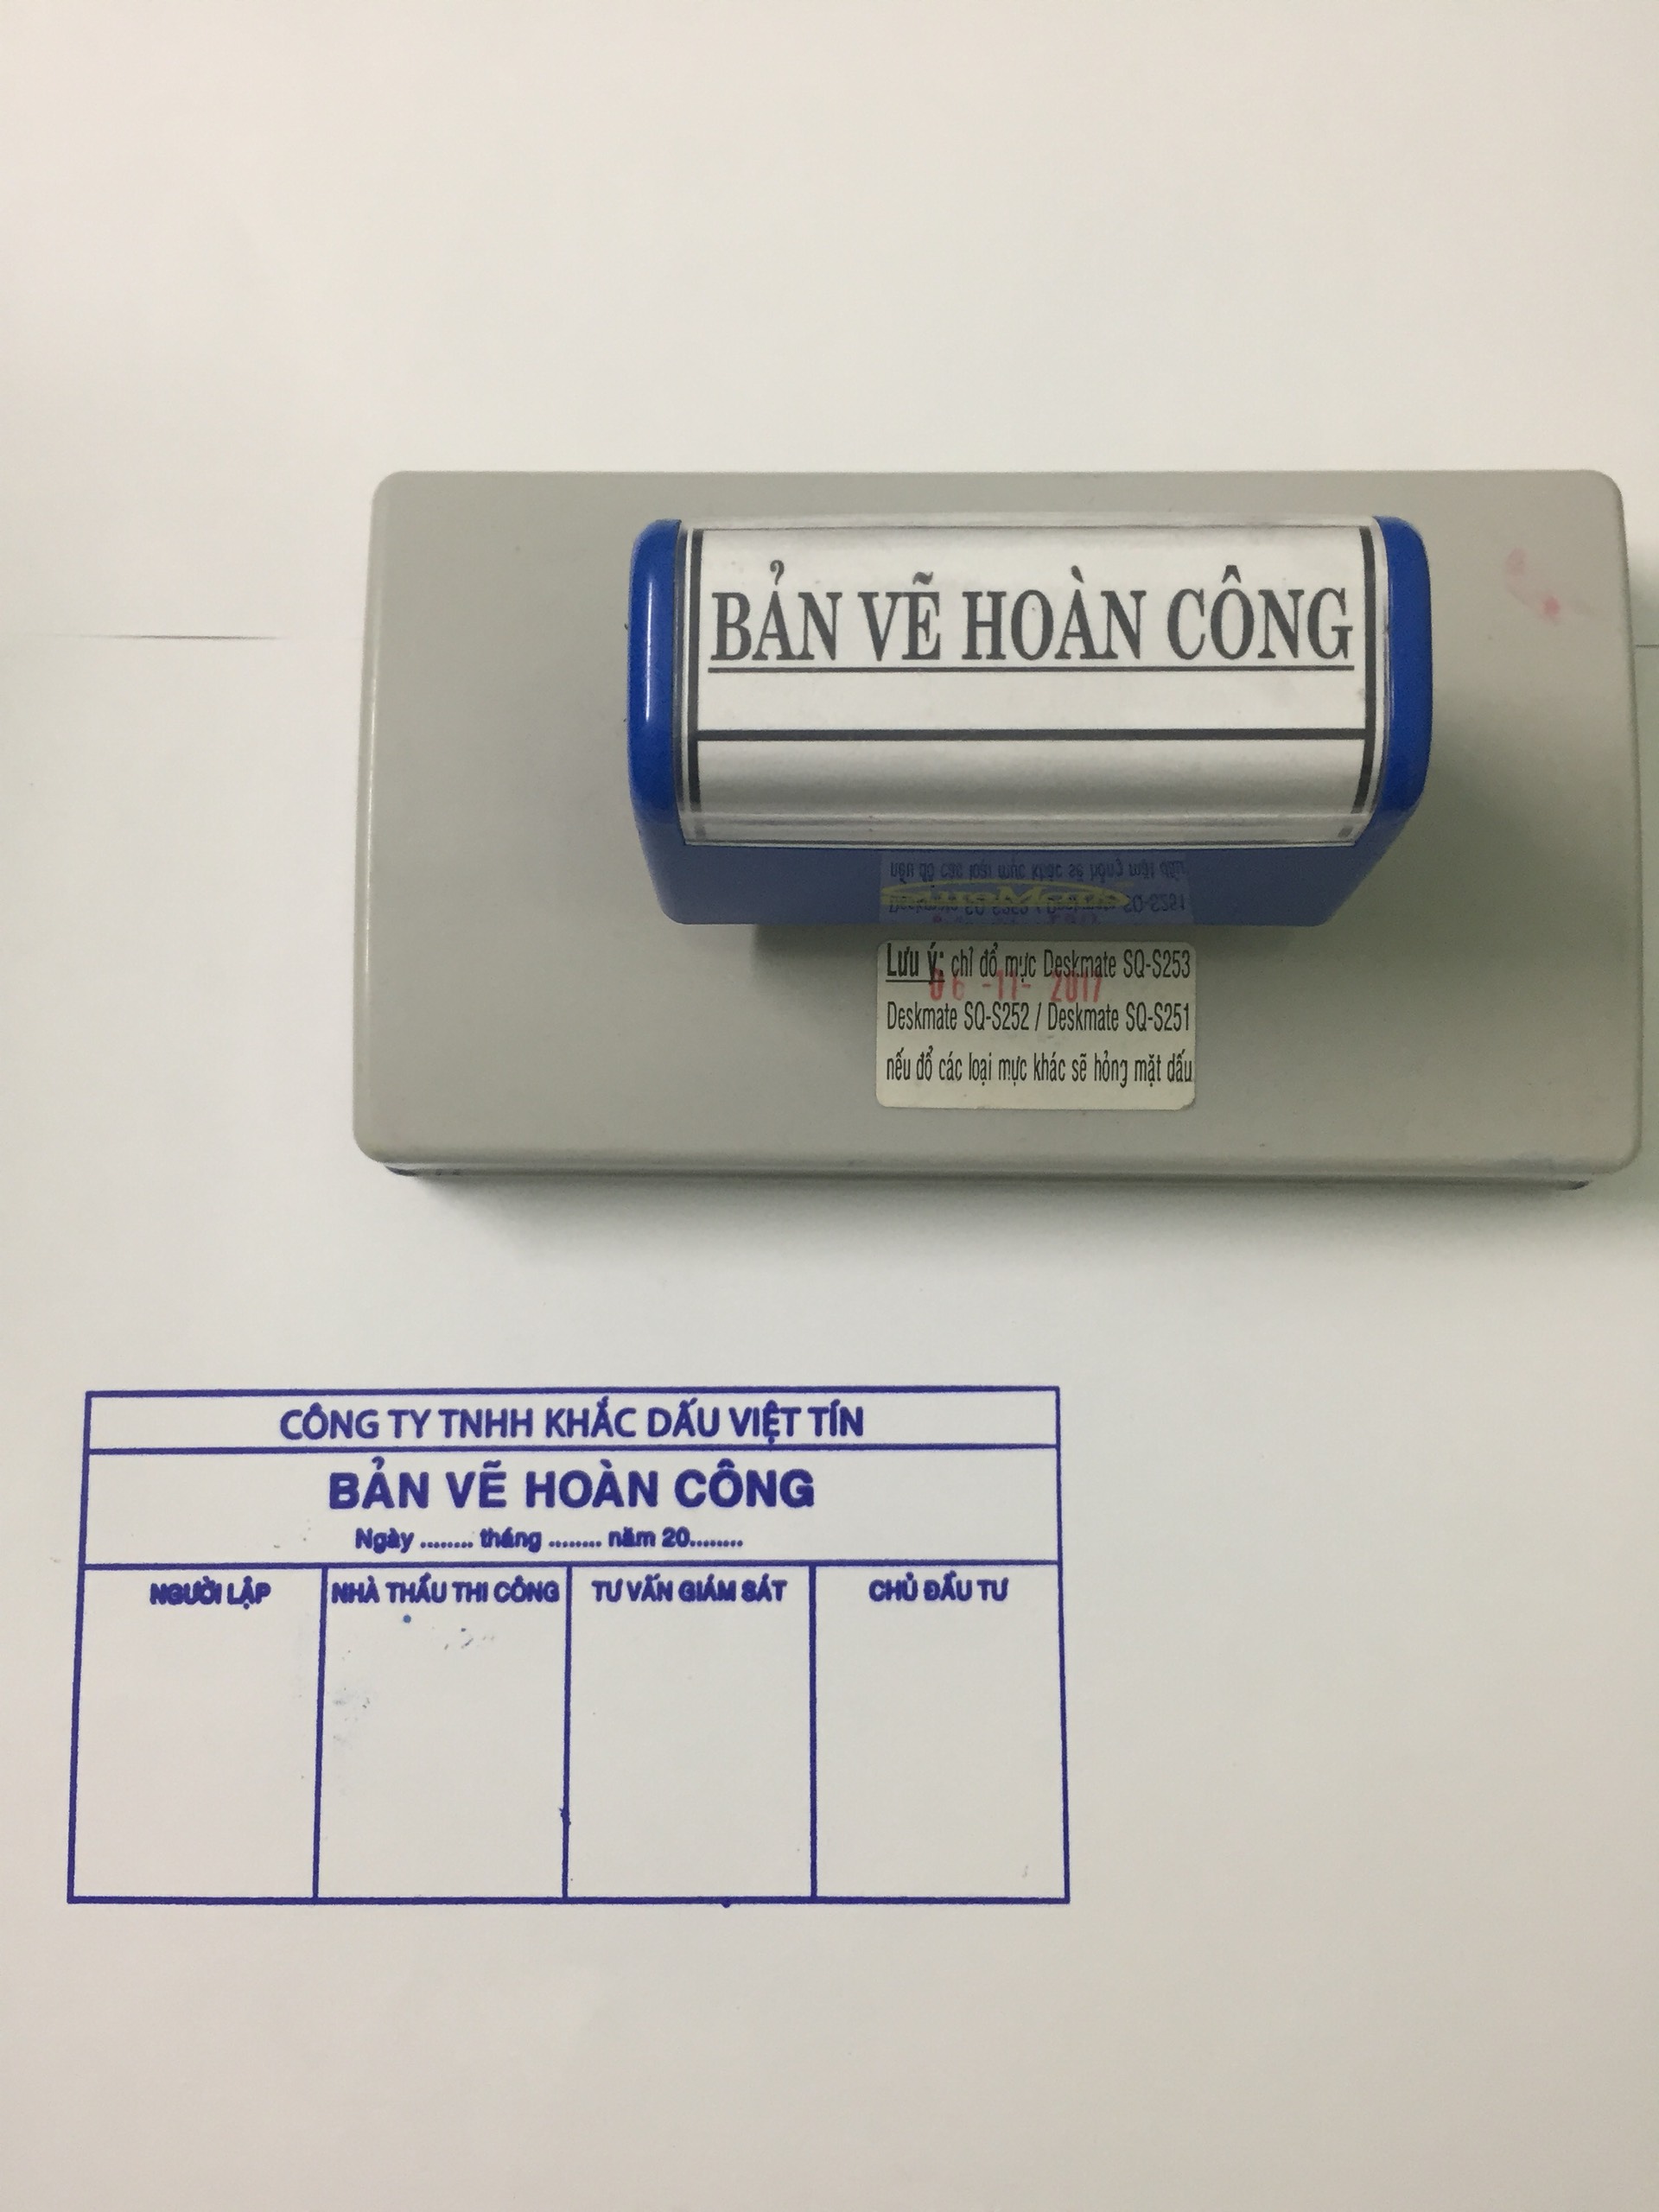 BẢN VẼ HOÀN CÔNG
Lưu ý: chỉ đổ mực Deskmate SQ-S253
06 -11- 2017
Deskmate SQ-S252 / Deskmate SQ-S251
nếu đổ các loại mực khác sẽ hỏng mặt dấu
CÔNG TY TNHH KHẮC DẤU VIỆT TÍN
BẢN VẼ HOÀN CÔNG
Ngày ........ tháng ........ năm 20........
NGƯỜI LẬP
NHÀ THẦU THI CÔNG
TƯ VẤN GIÁM SÁT
CHỦ ĐẦU TƯ